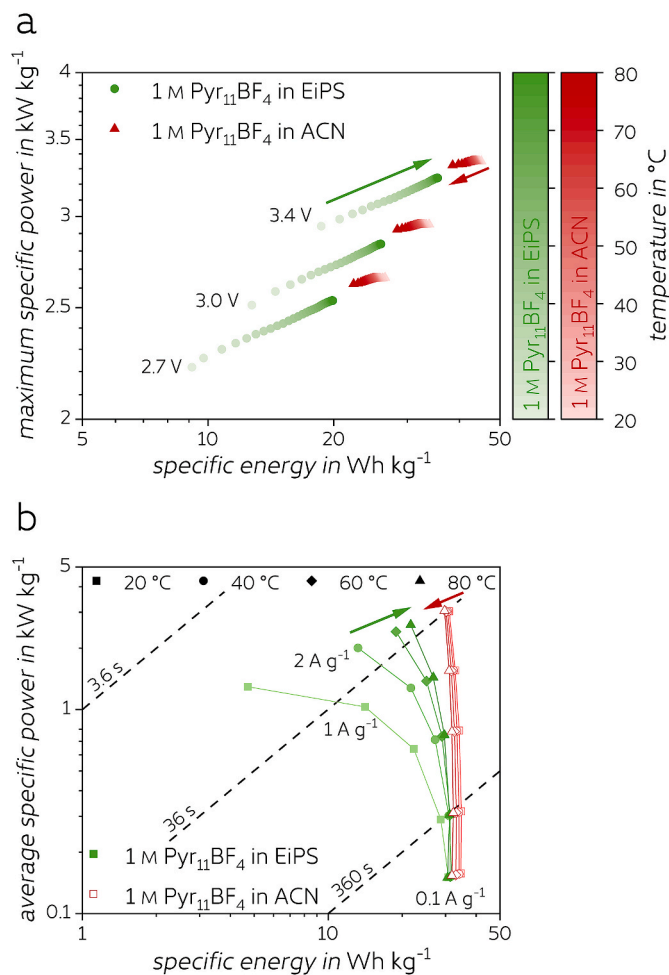 a
maximum specific power in kW kg⁻¹
4
3.5
3
2.5
2
1 M Pyr₁₁BF₄ in EiPS
1 M Pyr₁₁BF₄ in ACN
3.4 V
3.0 V
2.7 V
5
10
20
50
specific energy in Wh kg⁻¹
1 M Pyr₁₁BF₄ in EiPS
1 M Pyr₁₁BF₄ in ACN
80
70
60
50
40
30
20
temperature in °C
b
average specific power in kW kg⁻¹
5
1
0.1
20 °C
40 °C
60 °C
80 °C
3.6 s
2 A g⁻¹
1 A g⁻¹
36 s
360 s
0.1 A g⁻¹
1 M Pyr₁₁BF₄ in EiPS
1 M Pyr₁₁BF₄ in ACN
1
10
50
specific energy in Wh kg⁻¹